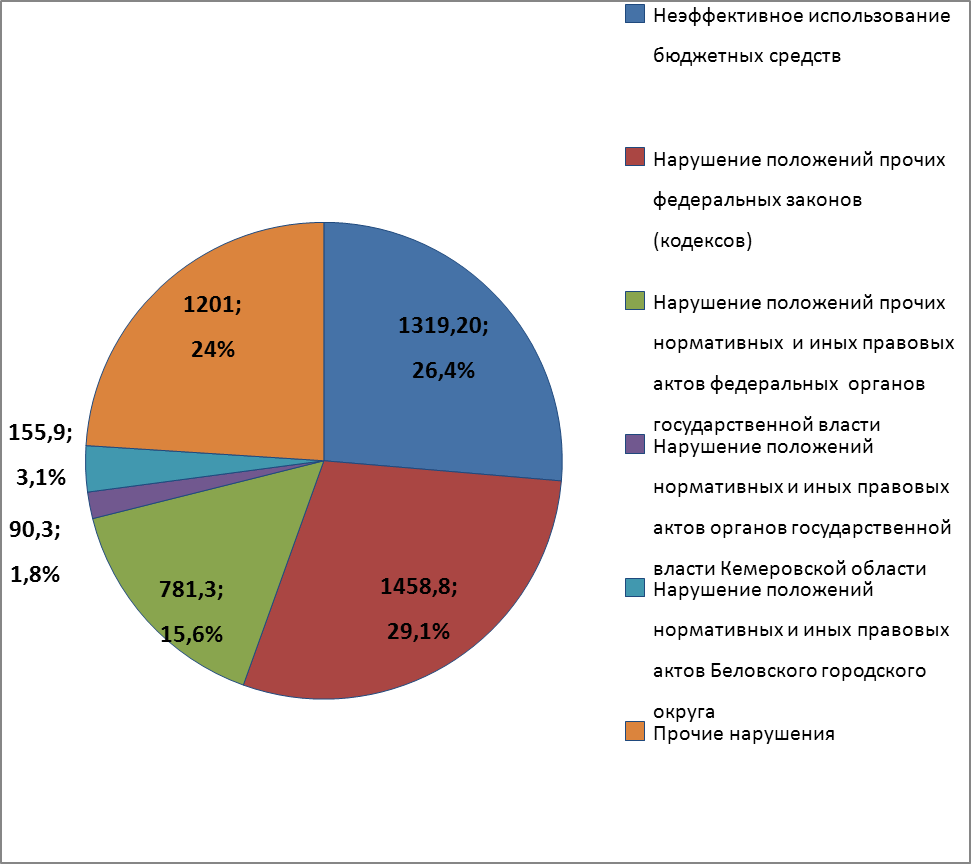 Неэффективное использование
бюджетных средств
Нарушение положений прочих
федеральных законов
(кодексов)
Нарушение положений прочих
нормативных и иных правовых
актов федеральных органов
государственной власти
Нарушение положений
нормативных и иных правовых
актов органов государственной
власти Кемеровской области
Нарушение положений
нормативных и иных правовых
актов Беловского городского
округа
Прочие нарушения
1319,20;
26,4%
1458,8;
29,1%
781,3;
15,6%
90,3;
1,8%
155,9;
3,1%
1201;
24%